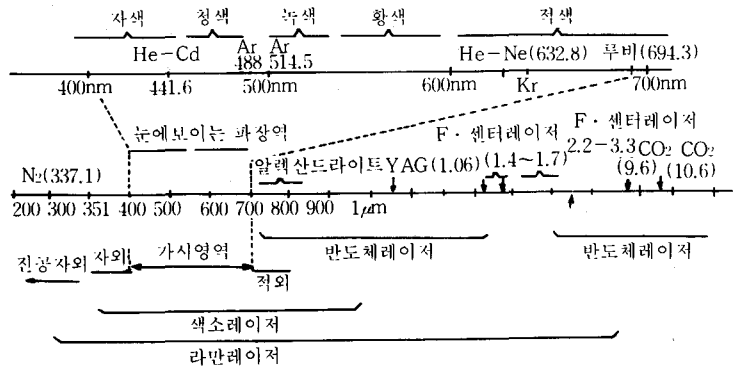 자색 청색 녹색 황색 적색
He-Cd Ar 488 Ar 514.5 He-Ne(632.8) 루비(694.3)
400nm 441.6 500nm 600nm Kr 700nm
눈에보이는 파장역 F·센터레이저 F·센터레이저
N₂(337.1) 알렉산드라이트 YAG(1.06) (1.4~1.7) 2.2-3.3 CO₂ (9.6) CO₂ (10.6)
200 300 351 400 500 600 700 800 900 1μm
진공자외 자외 가시영역 적외 반도체레이저 반도체레이저
색소레이저
라만레이저